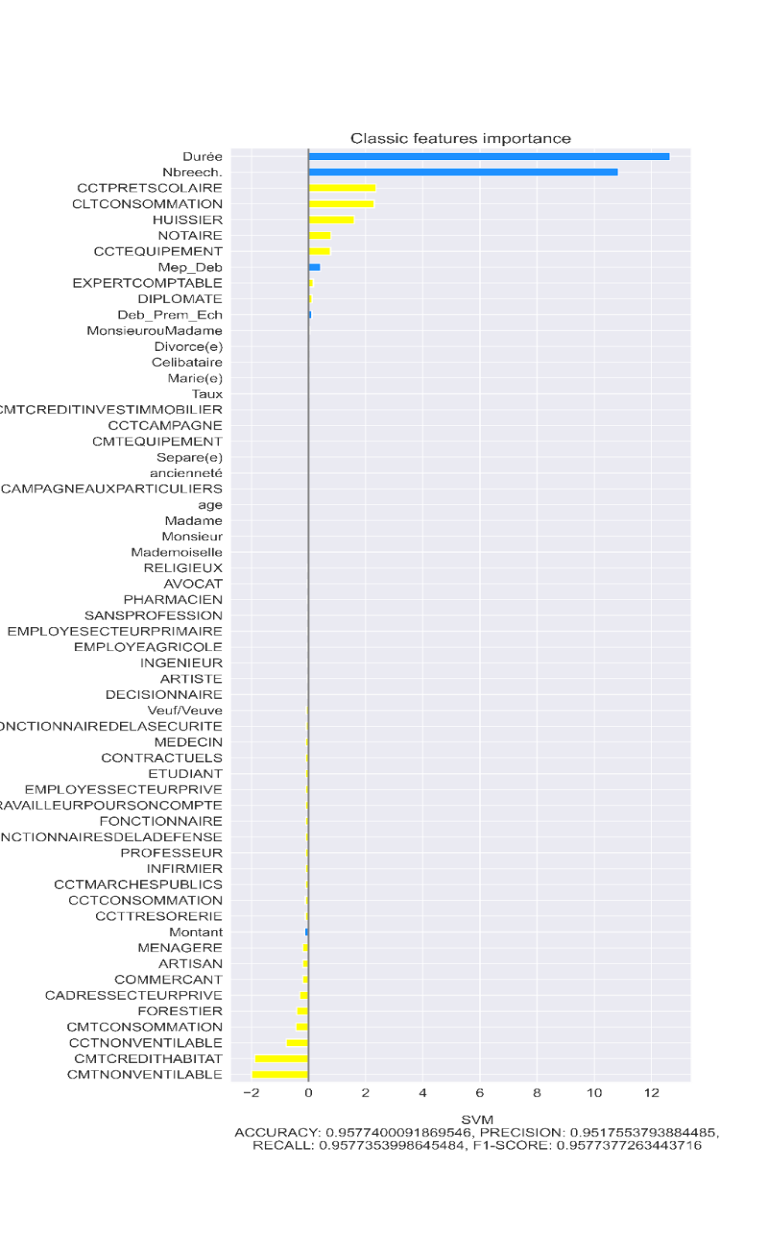 Classic features importance
Durée
Nbreech.
CCTPRETSCOLAIRE
CLTCONSOMMATION
HUISSIER
NOTAIRE
CCTEQUIPEMENT
Mep_Deb
EXPERTCOMPTABLE
DIPLOMATE
Deb_Prem_Ech
MonsieurouMadame
Divorce(e)
Celibataire
Marie(e)
Taux
CMTCREDITINVESTIMMOBILIER
CCTCAMPAGNE
CMTEQUIPEMENT
Separe(e)
ancienneté
CAMPAGNEAUXPARTICULIERS
age
Madame
Monsieur
Mademoiselle
RELIGIEUX
AVOCAT
PHARMACIEN
SANSPROFESSION
EMPLOYESECTEURPRIMAIRE
EMPLOYEAGRICOLE
INGENIEUR
ARTISTE
DECISIONNAIRE
Veuf/Veuve
ONCTIONNAIREDELASECURITE
MEDECIN
CONTRACTUELS
ETUDIANT
EMPLOYESSECTEURPRIVE
RAVAILLEURPOURSONCOMPTE
FONCTIONNAIRE
NCTIONNAIRESDELADEFENSE
PROFESSEUR
INFIRMIER
CCTMARCHESPUBLICS
CCTCONSOMMATION
CCTTRESORERIE
Montant
MENAGERE
ARTISAN
COMMERCANT
CADRESSECTEURPRIVE
FORESTIER
CMTCONSOMMATION
CCTNONVENTILABLE
CMTCREDITHABITAT
CMTNONVENTILABLE
−2 0 2 4 6 8 10 12
SVM
ACCURACY: 0.9577400091869546, PRECISION: 0.9517553793884485,
RECALL: 0.9577353998645484, F1-SCORE: 0.9577377263443716